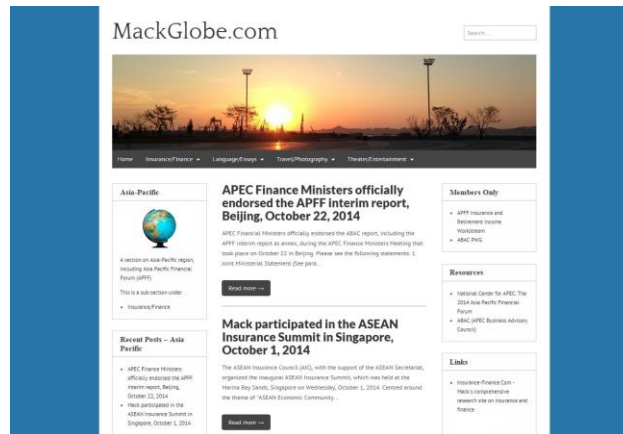 MackGlobe.com
Search ...
Home Insurance/Finance Language/Essays Travel/Photography Theater/Entertainment
Asia-Pacific
A section on Asia-Pacific region,
including Asia Pacific Financial
Forum (APFF)
This is a sub-section under
Insurance/Finance
Recent Posts – Asia
Pacific
APEC Finance Ministers
officially endorsed the APFF
interim report, Beijing,
October 22, 2014
Mack participated in the
ASEAN Insurance Summit in
Singapore, October 1, 2014
APEC Finance Ministers officially
endorsed the APFF interim report,
Beijing, October 22, 2014
APEC Financial Ministers officially endorsed the ABAC report, including the
APFF interim report as annex, during the APEC Finance Ministers Meeting that
took place on October 22 in Beijing. Please see the following statements: 1.
Joint Ministerial Statement (See para...
Read more →
Mack participated in the ASEAN
Insurance Summit in Singapore,
October 1, 2014
The ASEAN Insurance Council (AIC), with the support of the ASEAN Secretariat,
organized the inaugural ASEAN Insurance Summit, which was held at the
Marina Bay Sands, Singapore on Wednesday, October 1, 2014. Centred around
the theme of "ASEAN Economic Community...
Read more →
Members Only
APFF Insurance and
Retirement Income
Workstream
ABAC PWG
Resources
National Center for APEC: The
2014 Asia Pacific Financial
Forum
ABAC (APEC Business Advisory
Council)
Links
Insurance-Finance.Com -
Mack's comprehensive
research site on insurance and
finance